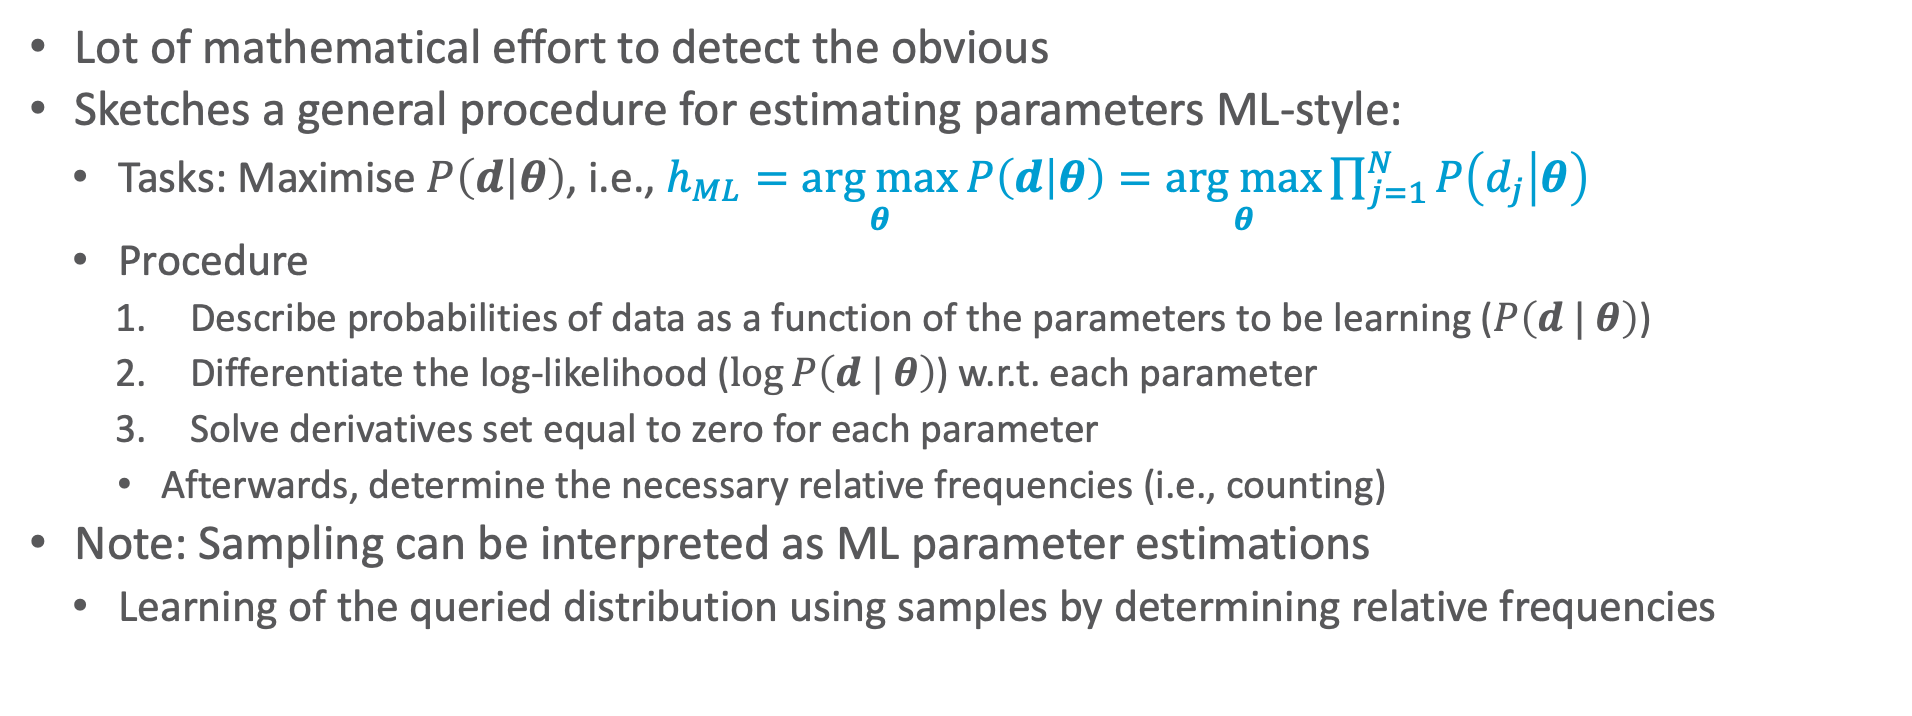 • Lot of mathematical effort to detect the obvious
• Sketches a general procedure for estimating parameters ML-style:
• Tasks: Maximise P(d|θ), i.e., h_ML = arg max_θ P(d|θ) = arg max_θ ∏_{j=1}^N P(d_j|θ)
• Procedure
1. Describe probabilities of data as a function of the parameters to be learning (P(d | θ))
2. Differentiate the log-likelihood (log P(d | θ)) w.r.t. each parameter
3. Solve derivatives set equal to zero for each parameter
• Afterwards, determine the necessary relative frequencies (i.e., counting)
• Note: Sampling can be interpreted as ML parameter estimations
• Learning of the queried distribution using samples by determining relative frequencies